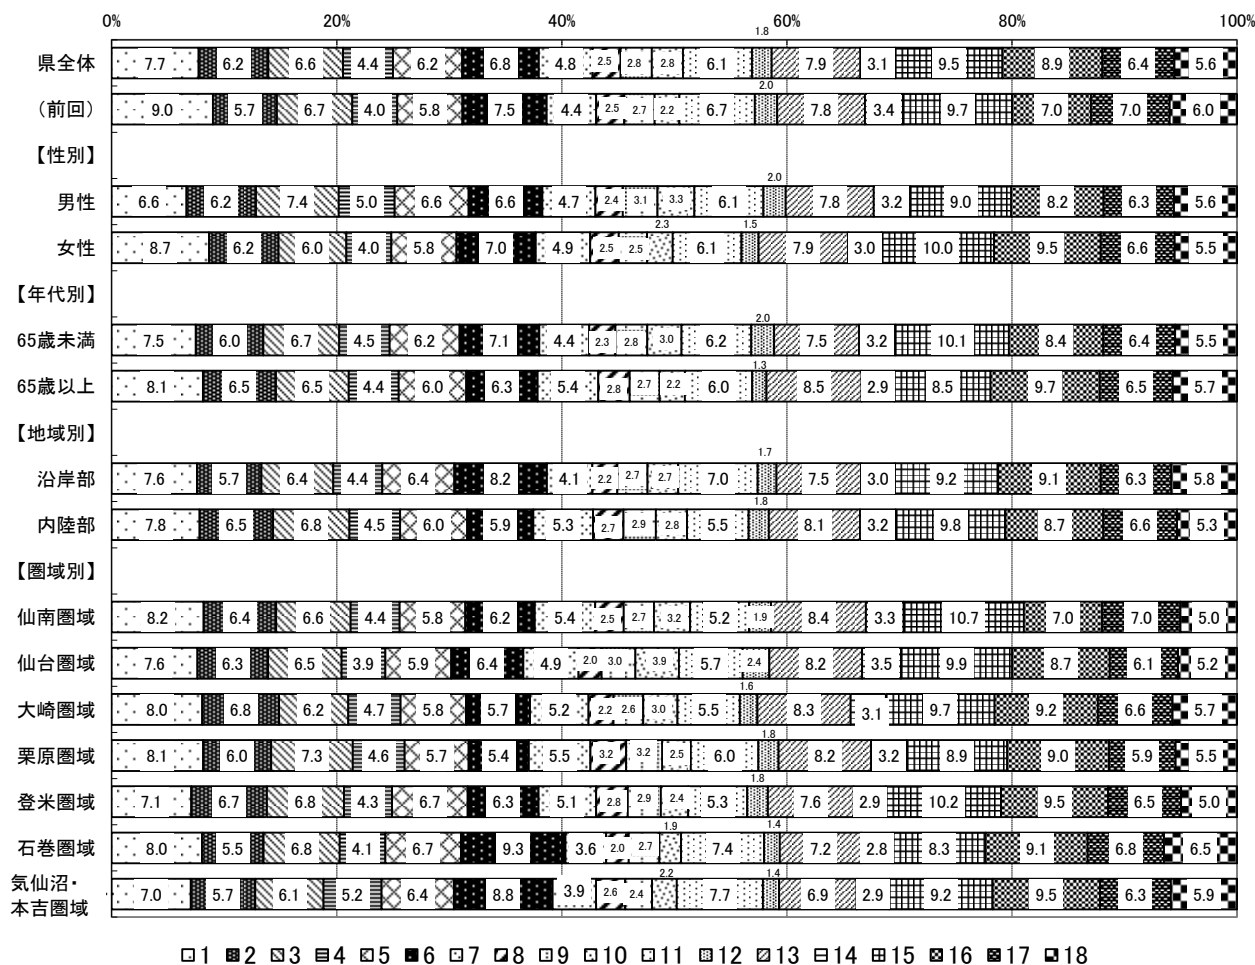 0% 20% 40% 60% 80% 100%
1.8
県全体 7.7 6.2 6.6 4.4 6.2 6.8 4.8 2.5 2.8 2.8 6.1 7.9 3.1 9.5 8.9 6.4 5.6
2.0
(前回) 9.0 5.7 6.7 4.0 5.8 7.5 4.4 2.5 2.7 2.2 6.7 7.8 3.4 9.7 7.0 7.0 6.0
【性別】
2.0
男性 6.6 6.2 7.4 5.0 6.6 6.6 4.7 2.4 3.1 3.3 6.1 7.8 3.2 9.0 8.2 6.3 5.6
2.3 1.5
女性 8.7 6.2 6.0 4.0 5.8 7.0 4.9 2.5 2.5 6.1 7.9 3.0 10.0 9.5 6.6 5.5
【年代別】
2.0
65歳未満 7.5 6.0 6.7 4.5 6.2 7.1 4.4 2.3 2.8 3.0 6.2 7.5 3.2 10.1 8.4 6.4 5.5
1.3
65歳以上 8.1 6.5 6.5 4.4 6.0 6.3 5.4 2.8 2.7 2.2 6.0 8.5 2.9 8.5 9.7 6.5 5.7
【地域別】
1.7
沿岸部 7.6 5.7 6.4 4.4 6.4 8.2 4.1 2.2 2.7 2.7 7.0 7.5 3.0 9.2 9.1 6.3 5.8
1.8
内陸部 7.8 6.5 6.8 4.5 6.0 5.9 5.3 2.7 2.9 2.8 5.5 8.1 3.2 9.8 8.7 6.6 5.3
【圏域別】
仙南圏域 8.2 6.4 6.6 4.4 5.8 6.2 5.4 2.5 2.7 3.2 5.2 1.9 8.4 3.3 10.7 7.0 7.0 5.0
仙台圏域 7.6 6.3 6.5 3.9 5.9 6.4 4.9 2.0 3.0 3.9 5.7 2.4 8.2 3.5 9.9 8.7 6.1 5.2
1.6
大崎圏域 8.0 6.8 6.2 4.7 5.8 5.7 5.2 2.2 2.6 3.0 5.5 8.3 3.1 9.7 9.2 6.6 5.7
1.8
栗原圏域 8.1 6.0 7.3 4.6 5.7 5.4 5.5 3.2 3.2 2.5 6.0 8.2 3.2 8.9 9.0 5.9 5.5
1.8
登米圏域 7.1 6.7 6.8 4.3 6.7 6.3 5.1 2.8 2.9 2.4 5.3 7.6 2.9 10.2 9.5 6.5 5.0
1.9 1.4
石巻圏域 8.0 5.5 6.8 4.1 6.7 9.3 3.6 2.0 2.7 7.4 7.2 2.8 8.3 9.1 6.8 6.5
2.2 1.4
気仙沼・
本吉圏域 7.0 5.7 6.1 5.2 6.4 8.8 3.9 2.6 2.4 7.7 6.9 2.9 9.2 9.5 6.3 5.9
1 2 3 4 5 6 7 8 9 10 11 12 13 14 15 16 17 18